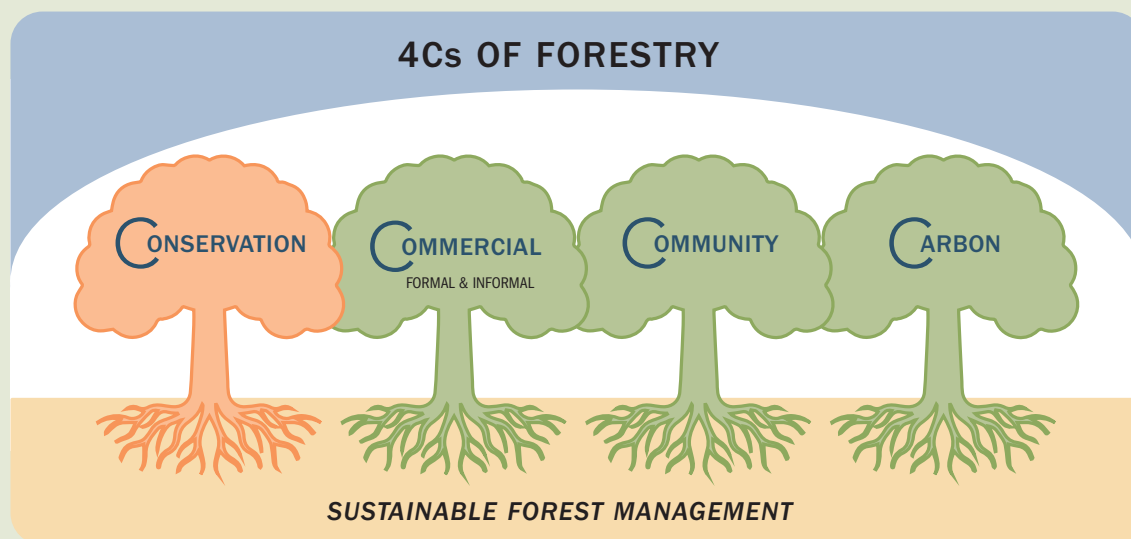 4Cs OF FORESTRY
CONSERVATION
COMMERCIAL
FORMAL & INFORMAL
COMMUNITY
CARBON
SUSTAINABLE FOREST MANAGEMENT